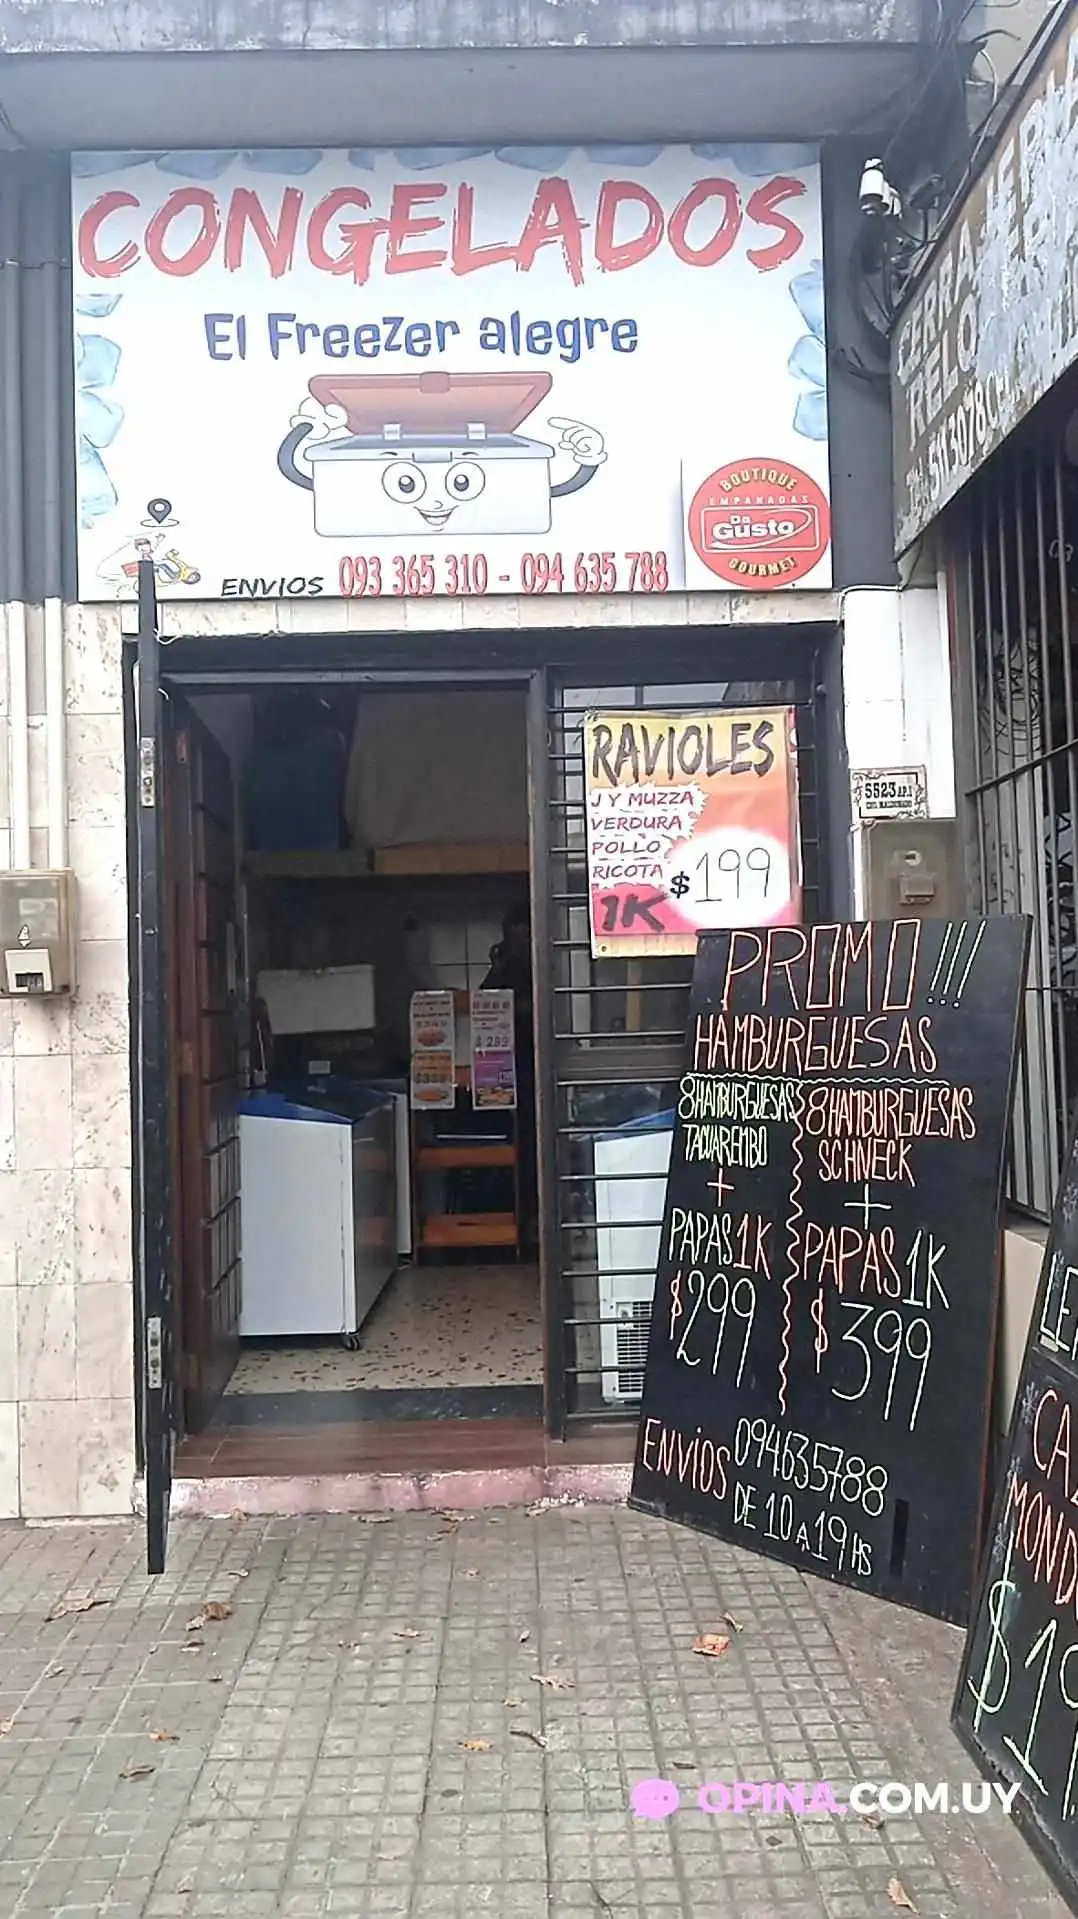 CONGELADOS
El Freezer alegre
ENVIOS 093 365 310 - 094 635 788
BOUTIQUE
EMPANADAS
Da
Gusto
GOURMET
RAVIOLES
J Y MUZZA
VERDURA
POLLO
RICOTA
$199
1K
5523 AP.1
PROMO!!!
HAMBURGUESAS
8 HAMBURGUESAS
TACUAREMBO
+
PAPAS 1K
$299
8 HAMBURGUESAS
SCHNECK
+
PAPAS 1K
$399
ENVIOS 094635788
DE 10 A 19 HS
OPINA.COM.UY